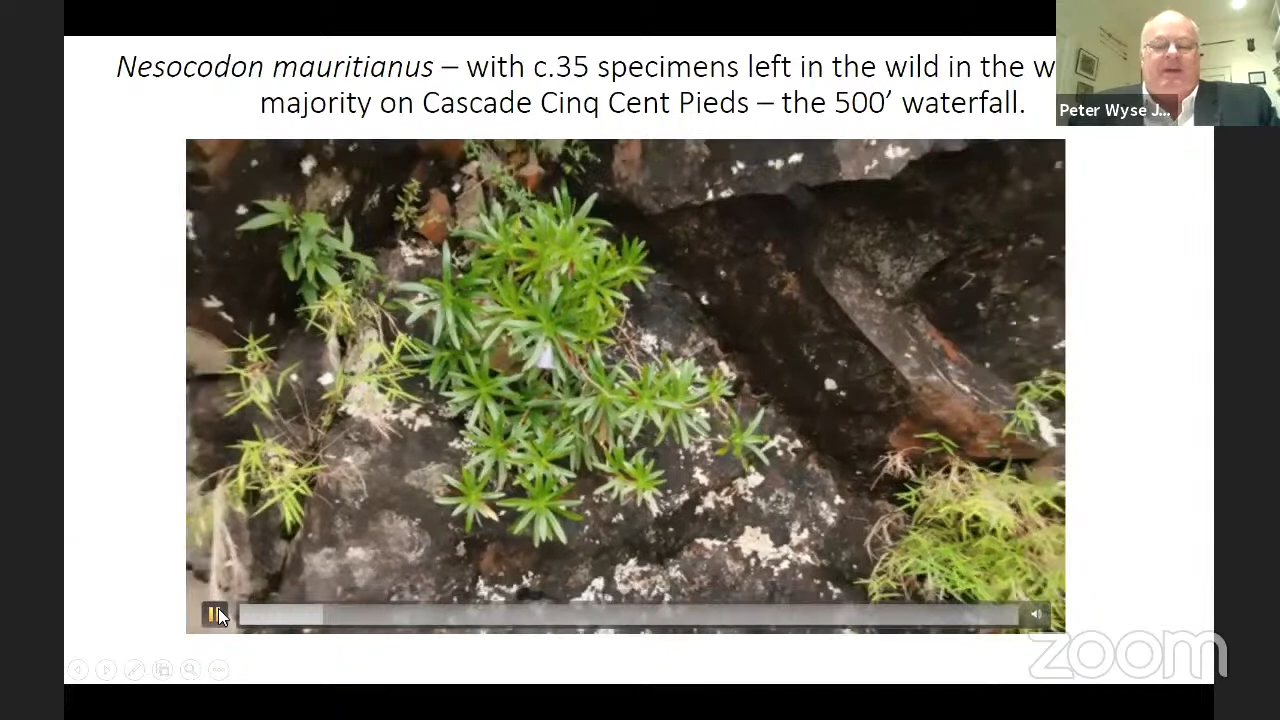 Nesocodon mauritianus – with c.35 specimens left in the wild in the w
majority on Cascade Cinq Cent Pieds – the 500’ waterfall.
Peter Wyse J...
zoom